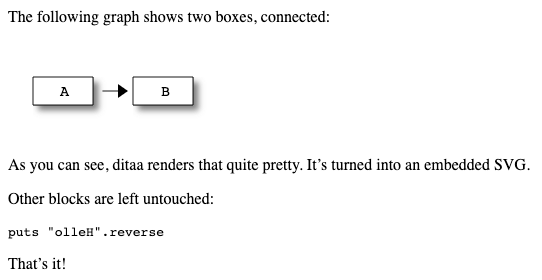 The following graph shows two boxes, connected:
A B
As you can see, ditaa renders that quite pretty. It’s turned into an embedded SVG.
Other blocks are left untouched:
puts "olleH".reverse
That’s it!